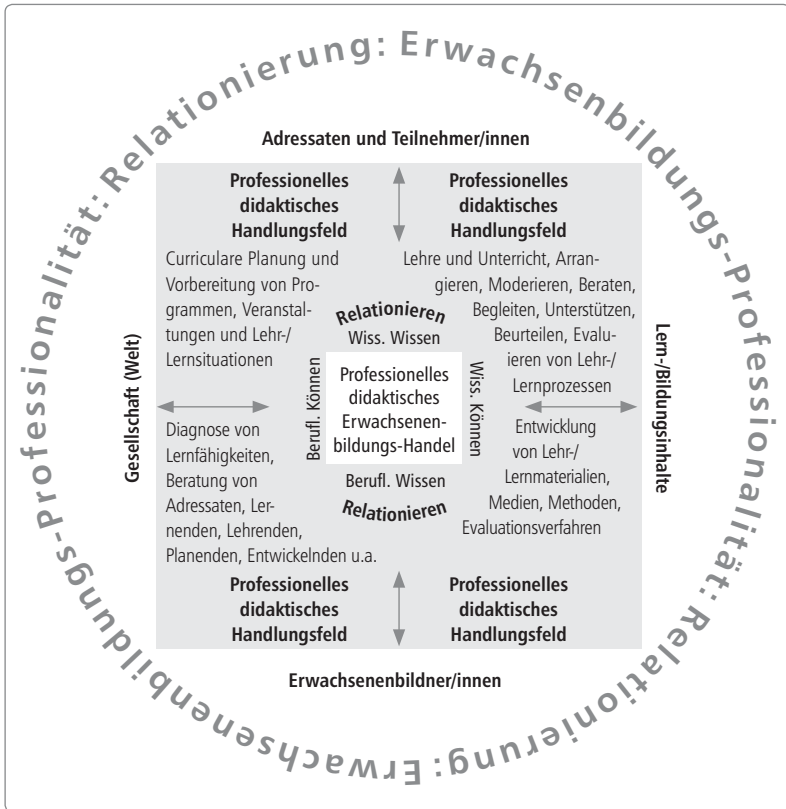 Relationierung: Erwachsenbildungs-Professionalität:
Relationierung: Erwachsenenbildungs-Professionalität:
Adressaten und Teilnehmer/innen
Professionelles
didaktisches
Handlungsfeld
Curriculare Planung und
Vorbereitung von Pro-
grammen, Veranstal-
tungen und Lehr-/
Lernsituationen
Professionelles
didaktisches
Handlungsfeld
Lehre und Unterricht, Arran-
gieren, Moderieren, Beraten,
Begleiten, Unterstützen,
Beurteilen, Evalu-
ieren von Lehr-/
Lernprozessen
Gesellschaft (Welt)
Relationieren
Wiss. Wissen
Berufl. Können
Professionelles
didaktisches
Erwachsenen-
bildungs-Handel
Wiss. Können
Berufl. Wissen
Relationieren
Lern-/Bildungsinhalte
Diagnose von
Lernfähigkeiten,
Beratung von
Adressaten, Ler-
nenden, Lehrenden,
Planenden, Entwickelnden u.a.
Professionelles
didaktisches
Handlungsfeld
Entwicklung
von Lehr-/
Lernmaterialien,
Medien, Methoden,
Evaluationsverfahren
Professionelles
didaktisches
Handlungsfeld
Erwachsenenbildner/innen